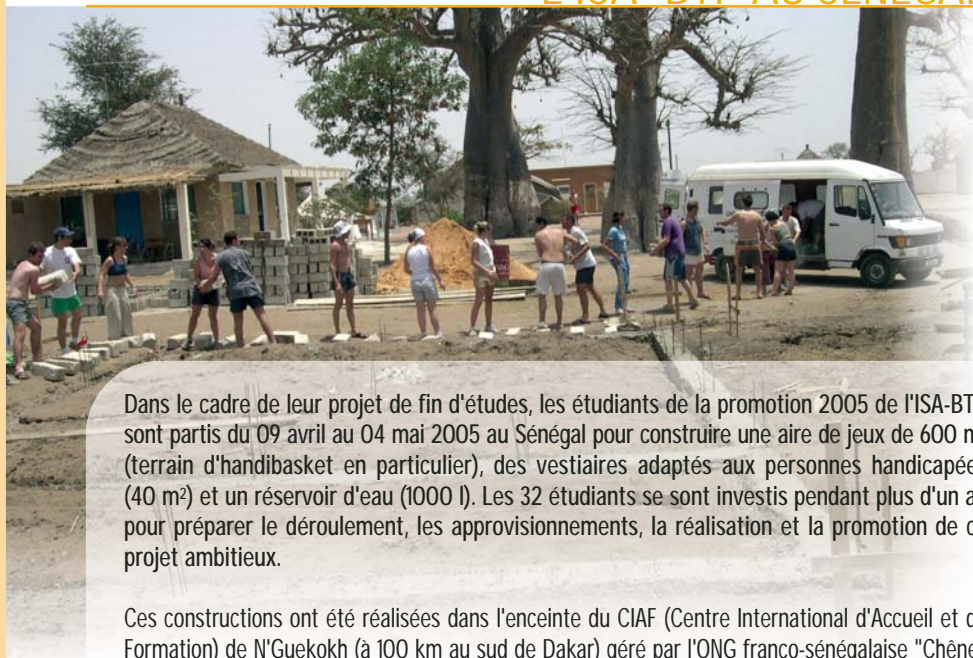 Dans le cadre de leur projet de fin d'études, les étudiants de la promotion 2005 de l'ISA-BT
sont partis du 09 avril au 04 mai 2005 au Sénégal pour construire une aire de jeux de 600 m
(terrain d'handibasket en particulier), des vestiaires adaptés aux personnes handicapée
(40 m²) et un réservoir d'eau (1000 l). Les 32 étudiants se sont investis pendant plus d'un a
pour préparer le déroulement, les approvisionnements, la réalisation et la promotion de c
projet ambitieux.
Ces constructions ont été réalisées dans l'enceinte du CIAF (Centre International d'Accueil et d
Formation) de N'Guekokh (à 100 km au sud de Dakar) géré par l'ONG franco-sénégalaise "Chên